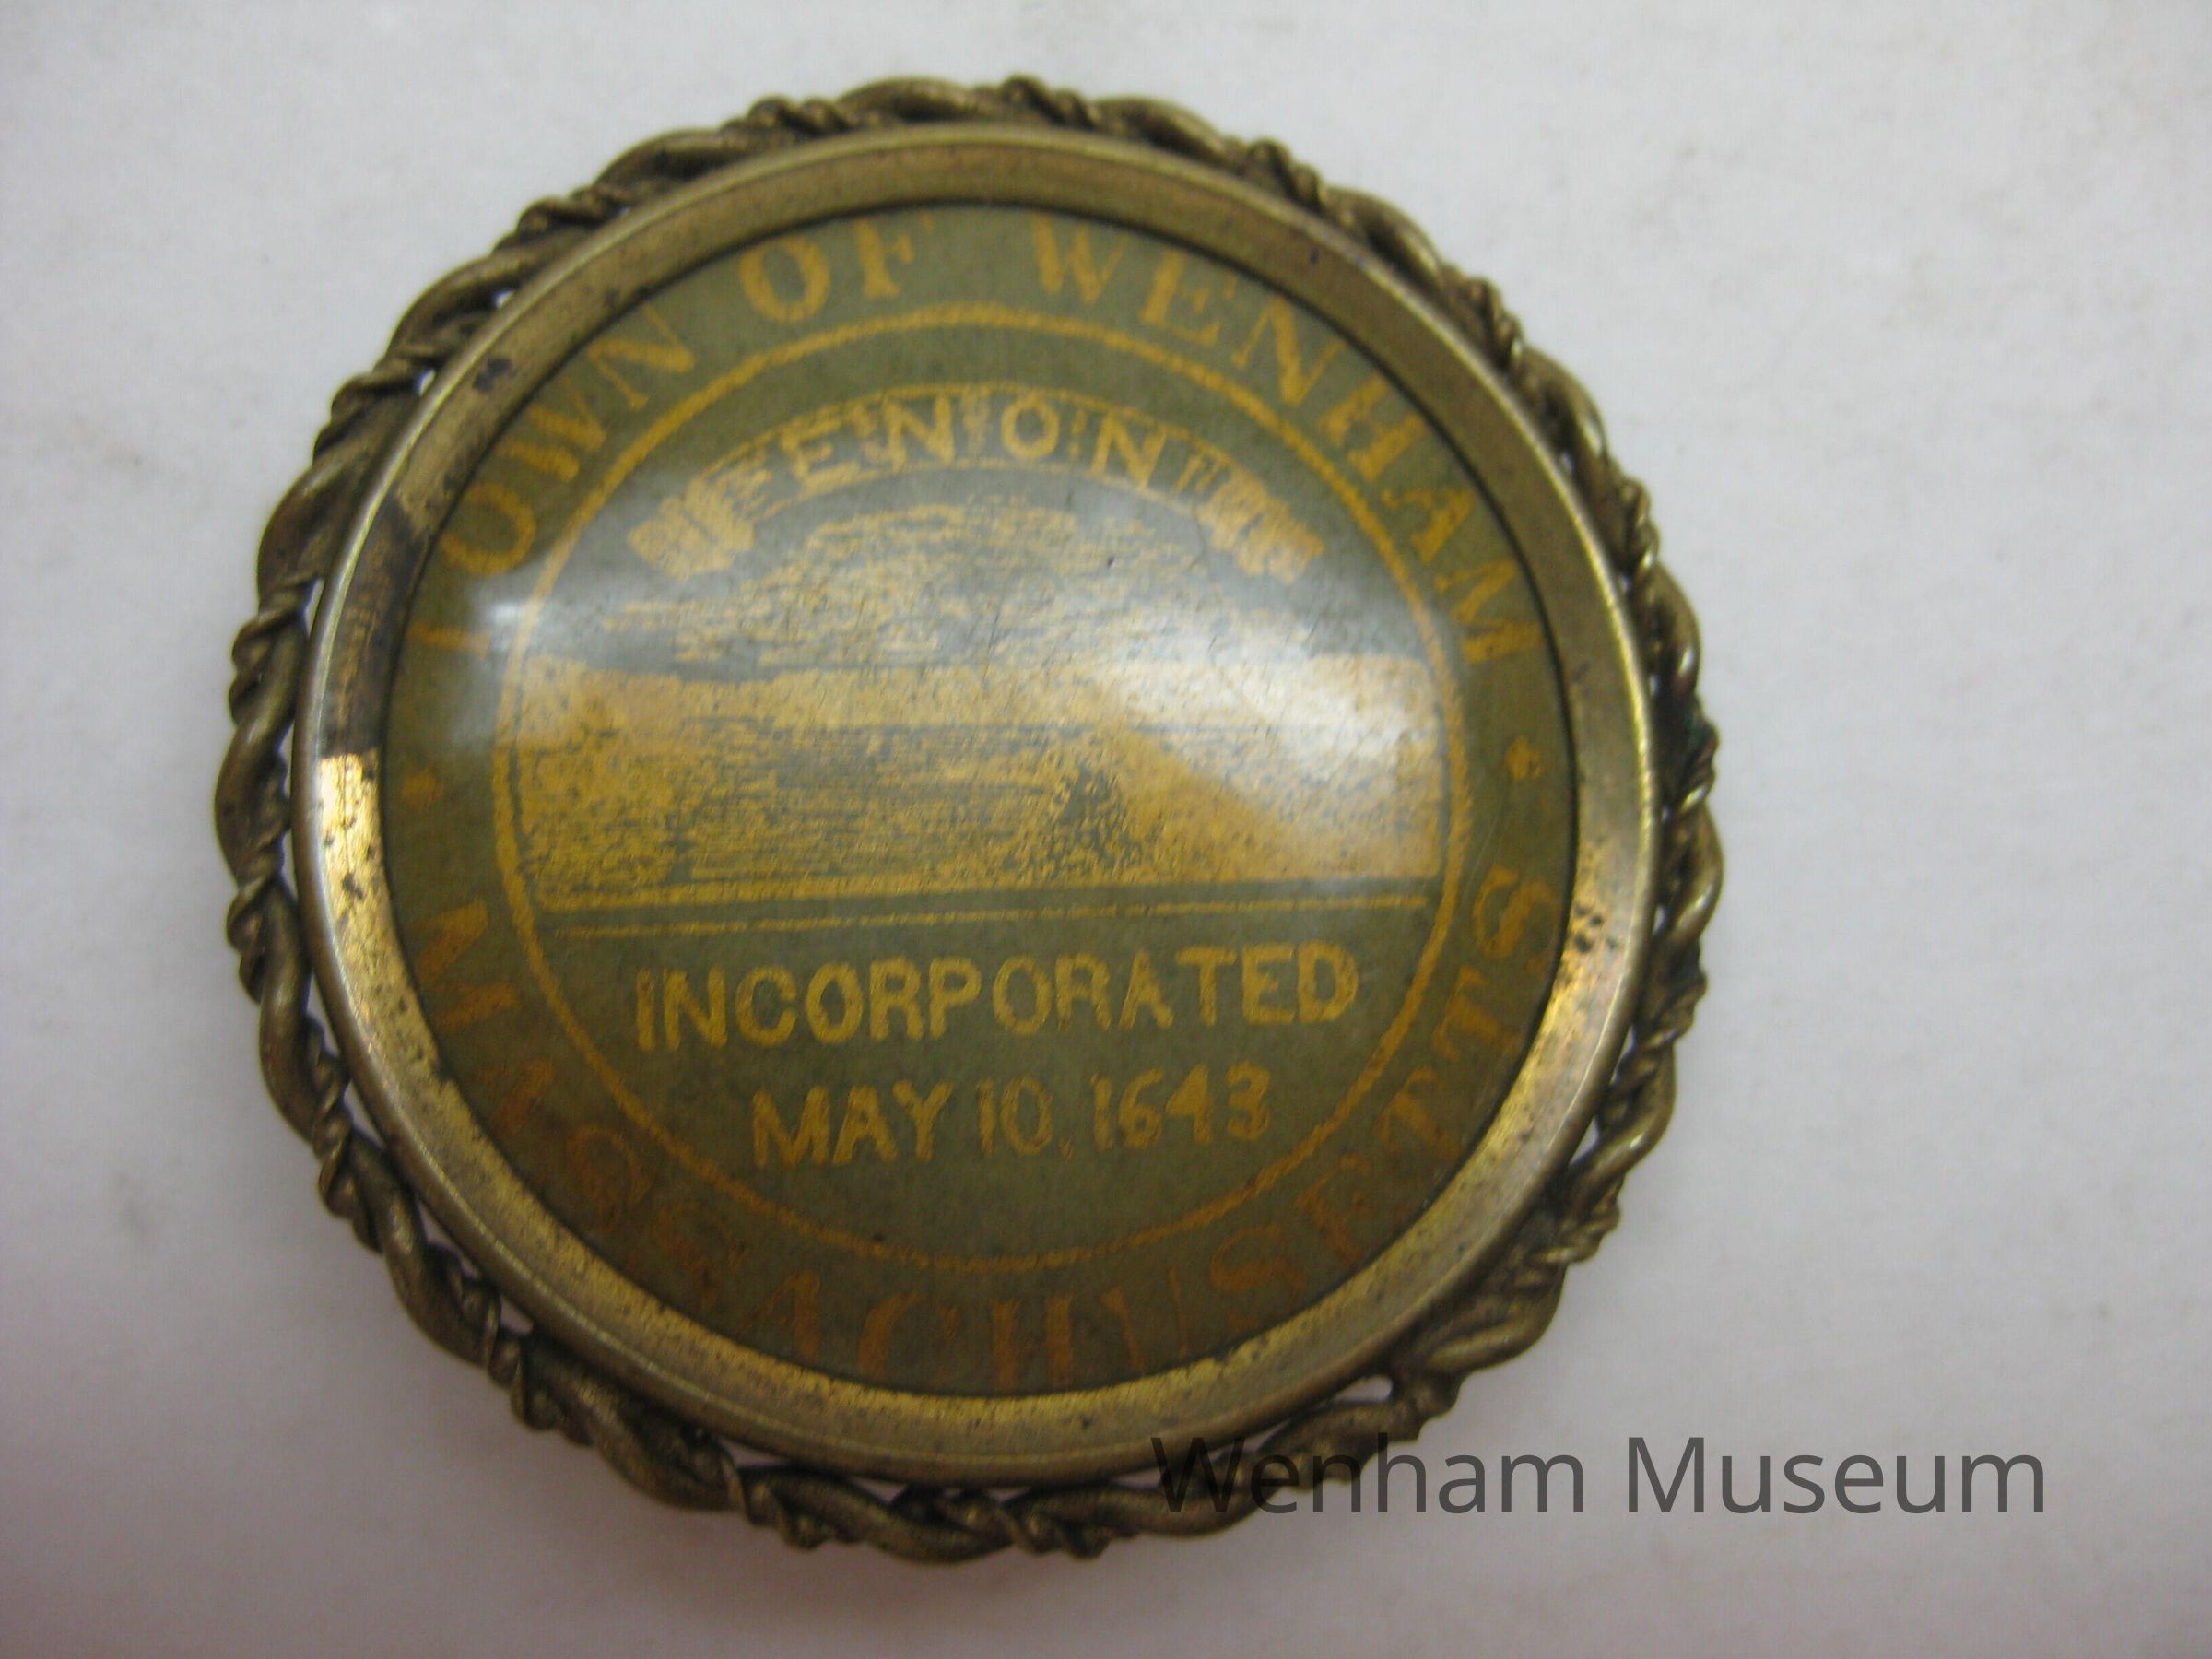 TOWN OF WENHAM
ENON
INCORPORATED
MAY 10, 1643
MASSACHUSETTS
Wenham Museum